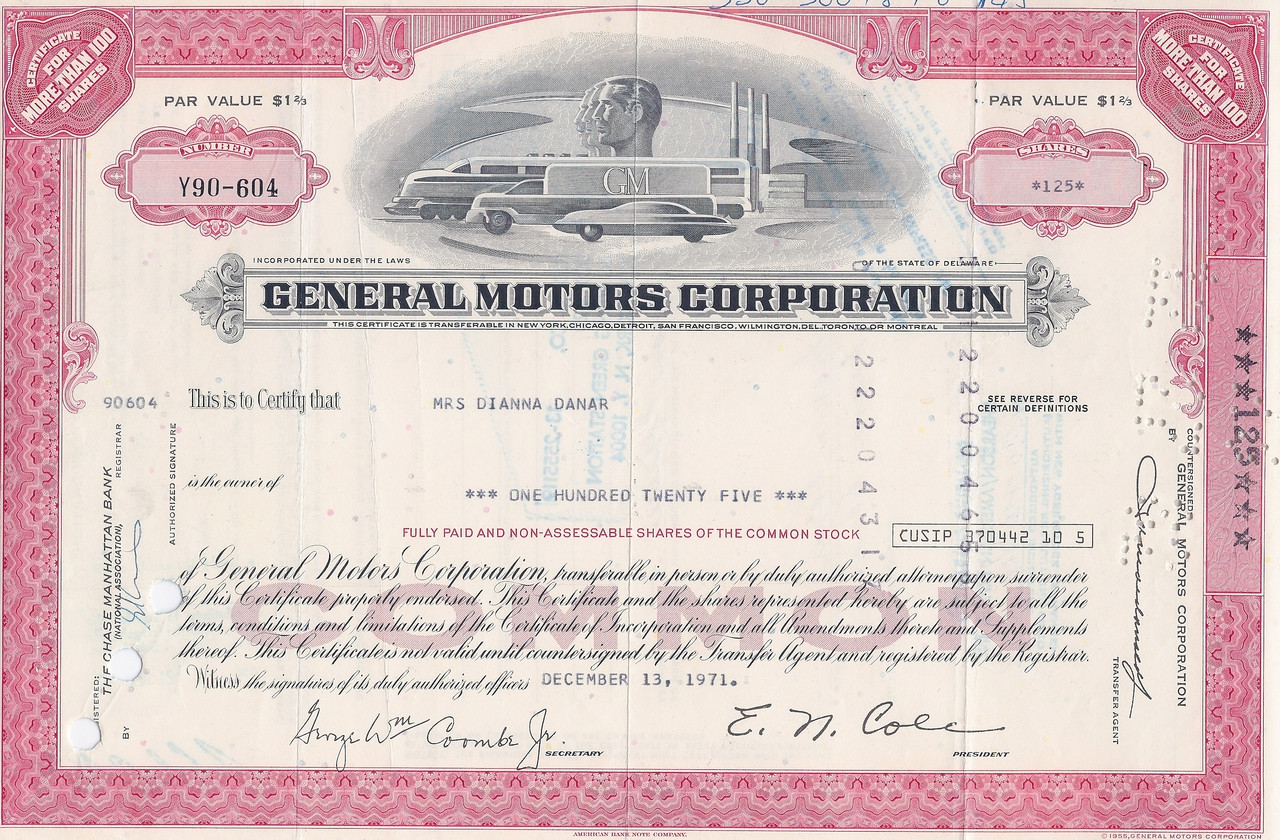 CERTIFICATE
FOR
MORE THAN 100
SHARES
CERTIFICATE
FOR
MORE THAN 100
SHARES
PAR VALUE $1⅔
PAR VALUE $1⅔
NUMBER
Y90-604
SHARES
*125*
GM
INCORPORATED UNDER THE LAWS
OF THE STATE OF DELAWARE
GENERAL MOTORS CORPORATION
THIS CERTIFICATE IS TRANSFERABLE IN NEW YORK, CHICAGO, DETROIT, SAN FRANCISCO, WILMINGTON, DEL., TORONTO OR MONTREAL
90604
This is to Certify that
MRS DIANNA DANAR
SEE REVERSE FOR
CERTAIN DEFINITIONS
is the owner of
*** ONE HUNDRED TWENTY FIVE ***
FULLY PAID AND NON-ASSESSABLE SHARES OF THE COMMON STOCK
CUSIP 370442 10 5
COMMON
of General Motors Corporation, transferable in person or by duly authorized attorney upon surrender
of this Certificate properly endorsed. This Certificate and the shares represented hereby are subject to all the
terms, conditions and limitations of the Certificate of Incorporation and all Amendments thereto and Supplements
thereof. This Certificate is not valid until countersigned by the Transfer Agent and registered by the Registrar.
Witness the signatures of its duly authorized officers
DECEMBER 13, 1971.
George Wm Coombe Jr.
SECRETARY
E. N. Cole
PRESIDENT
THE CHASE MANHATTAN BANK
(NATIONAL ASSOCIATION),
REGISTRAR
BY
AUTHORIZED SIGNATURE
COUNTERSIGNED:
GENERAL MOTORS CORPORATION
BY
TRANSFER AGENT
★★★★125★★★★
AMERICAN BANK NOTE COMPANY.
© 1955, GENERAL MOTORS CORPORATION